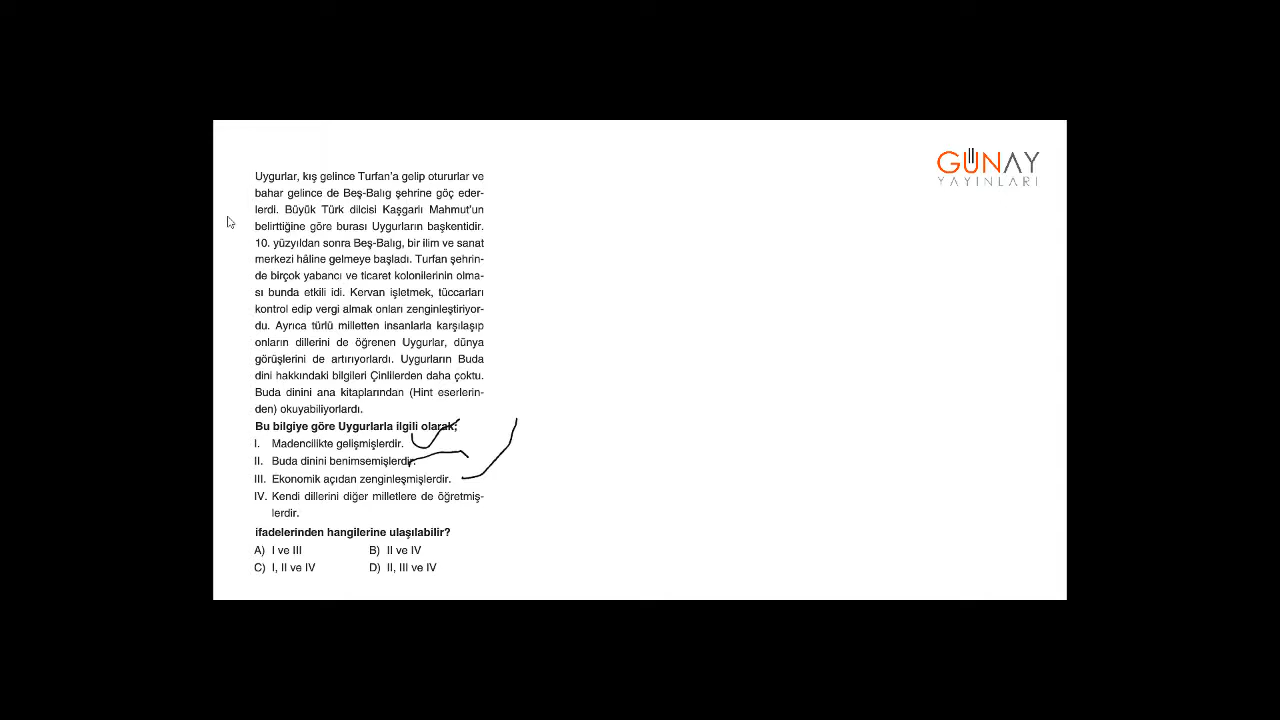 GÜNAY
YAYINLARI
Uygurlar, kış gelince Turfan'a gelip otururlar ve
bahar gelince de Beş-Balıg şehrine göç eder-
lerdi. Büyük Türk dilcisi Kaşgarlı Mahmut'un
belirttiğine göre burası Uygurların başkentidir.
10. yüzyıldan sonra Beş-Balıg, bir ilim ve sanat
merkezi hâline gelmeye başladı. Turfan şehrin-
de birçok yabancı ve ticaret kolonilerinin olma-
sı bunda etkili idi. Kervan işletmek, tüccarları
kontrol edip vergi almak onları zenginleştiriyor-
du. Ayrıca türlü milletten insanlarla karşılaşıp
onların dillerini de öğrenen Uygurlar, dünya
görüşlerini de artırıyorlardı. Uygurların Buda
dini hakkındaki bilgileri Çinlilerden daha çoktu.
Buda dinini ana kitaplarından (Hint eserlerin-
den) okuyabiliyorlardı.
Bu bilgiye göre Uygurlarla ilgili olarak;
I. Madencilikte gelişmişlerdir.
II. Buda dinini benimsemişlerdir.
III. Ekonomik açıdan zenginleşmişlerdir.
IV. Kendi dillerini diğer milletlere de öğretmiş-
lerdir.
ifadelerinden hangilerine ulaşılabilir?
A) I ve III B) II ve IV
C) I, II ve IV D) II, III ve IV